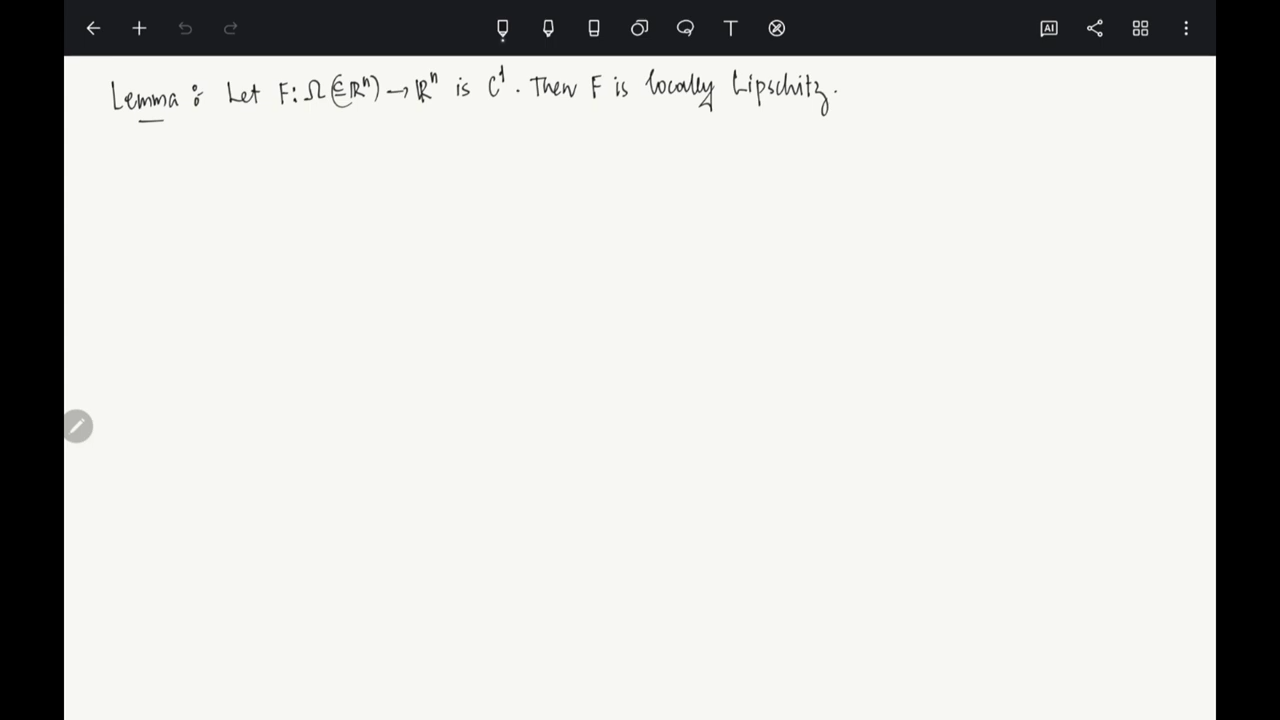 Lemma : Let F: Ω(⊆ℝⁿ) → ℝⁿ is C¹. Then F is locally Lipschitz.